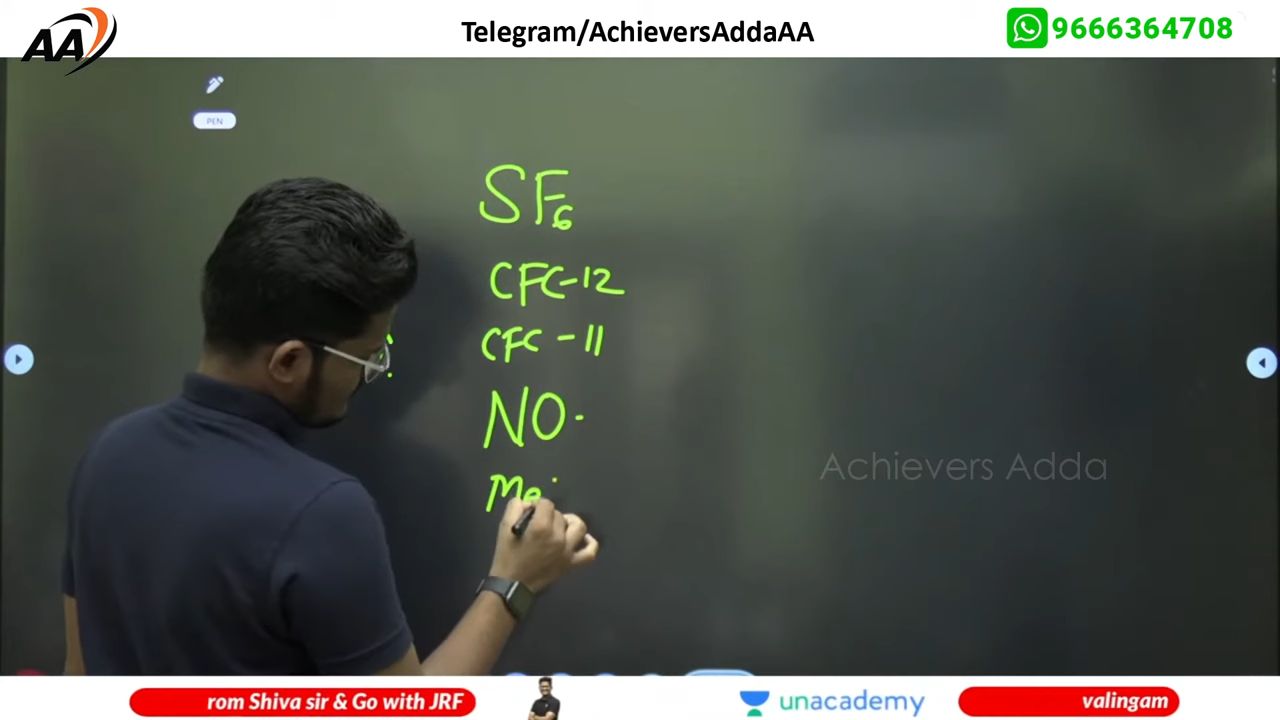 AA
Telegram/AchieversAddaAA
9666364708
PEN
SF6
CFC-12
CFC-11
NO.
Me
Achievers Adda
rom Shiva sir & Go with JRF
unacademy
valingam